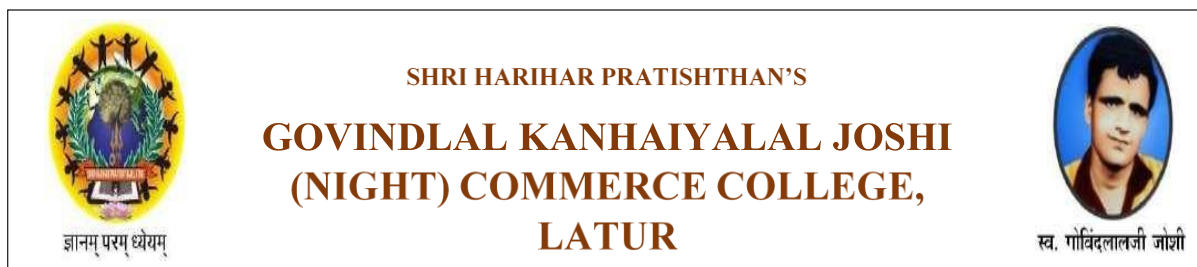 SHRI HARIHAR PRATISHTHAN’S
GOVINDLAL KANHAIYALAL JOSHI
(NIGHT) COMMERCE COLLEGE,
LATUR
ज्ञानम् परम् ध्येयम्
स्व. गोविंदलालजी जोशी